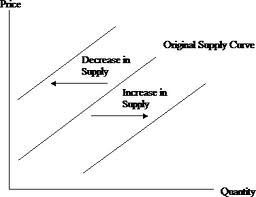 Price
Original Supply Curve
Decrease in
Supply
Increase in
Supply
Quantity